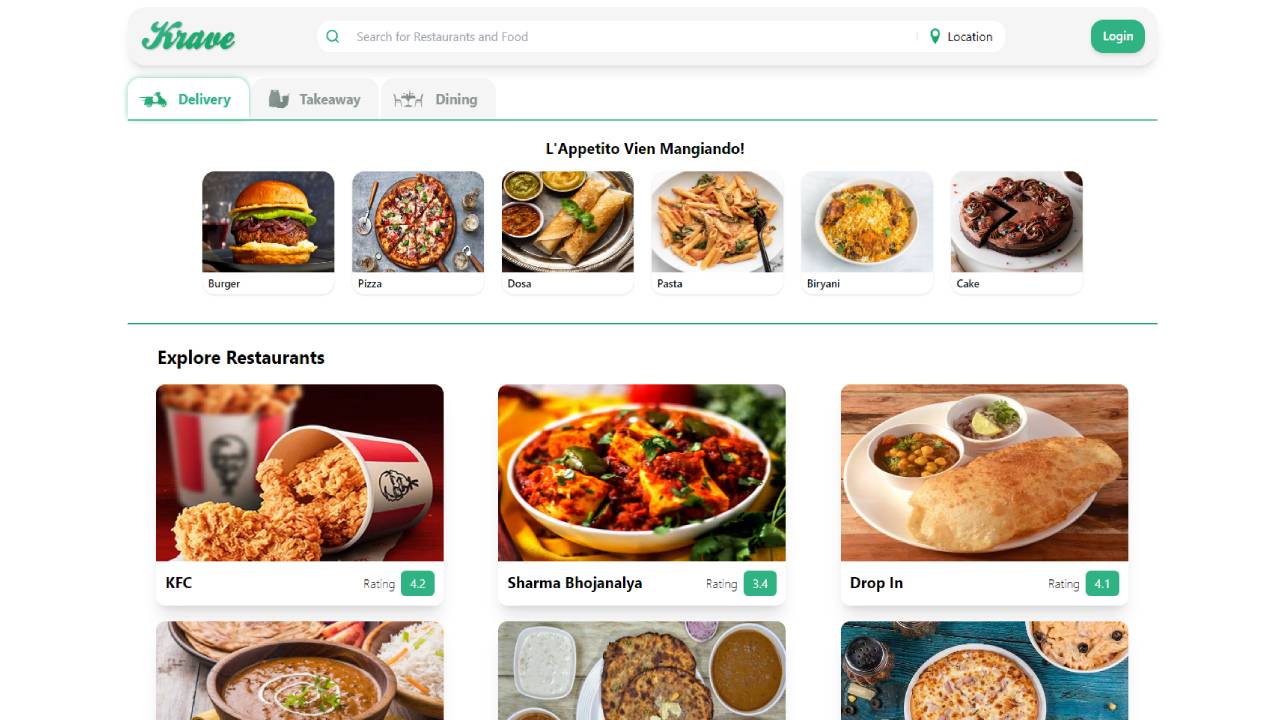 Krave
Search for Restaurants and Food
Location
Login
Delivery
Takeaway
Dining
L'Appetito Vien Mangiando!
Burger
Pizza
Dosa
Pasta
Biryani
Cake
Explore Restaurants
KFC
Rating 4.2
Sharma Bhojanalya
Rating 3.4
Drop In
Rating 4.1